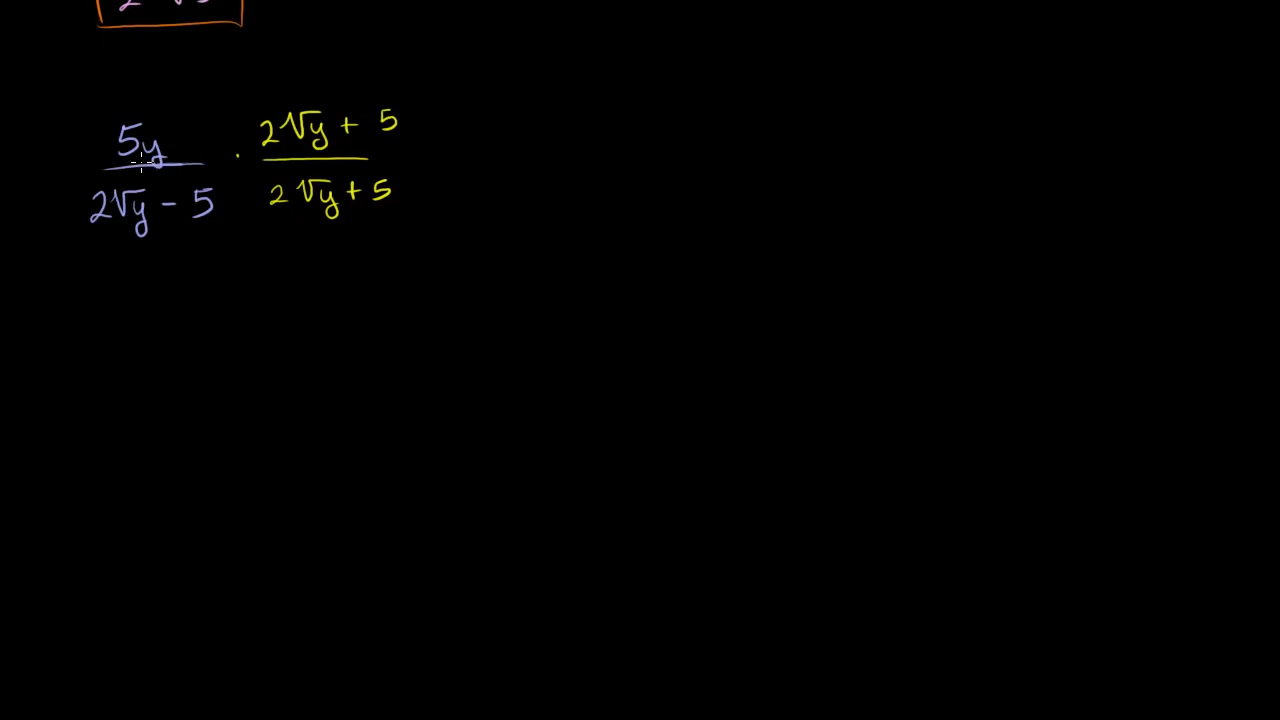 5y / (2√y - 5) · (2√y + 5) / (2√y + 5)